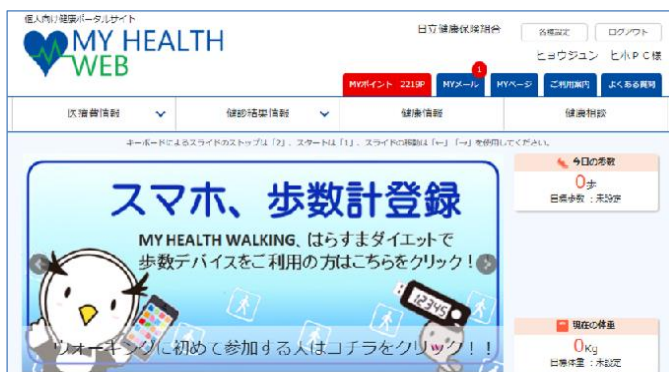 個人向け健康ポータルサイト
MY HEALTH
WEB
日立健康保険組合
各種設定
ログアウト
ヒョウジュン ヒホPC様
1
MYポイント 2219P
MYメール
MYページ
ご利用案内
よくある質問
医療費情報
健診結果情報
健康情報
健康相談
キーボードによるスライドのストップは「2」、スタートは「1」、スライドの移動は「←」「→」を使用してください。
スマホ、歩数計登録
MY HEALTH WALKING、はらすまダイエットで
歩数デバイスをご利用の方はこちらをクリック!
12345
ウォーキングに初めて参加する人はコチラをクリック!!
今日の歩数
0歩
目標歩数 : 未設定
現在の体重
0Kg
目標体重 : 未設定